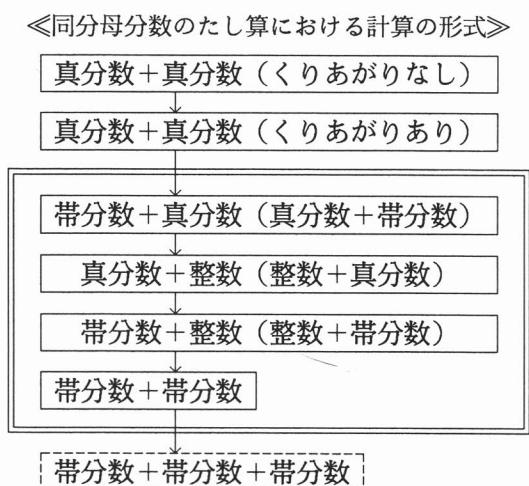 ≪同分母分数のたし算における計算の形式≫
真分数＋真分数（くりあがりなし）
真分数＋真分数（くりあがりあり）
帯分数＋真分数（真分数＋帯分数）
真分数＋整数（整数＋真分数）
帯分数＋整数（整数＋帯分数）
帯分数＋帯分数
帯分数＋帯分数＋帯分数